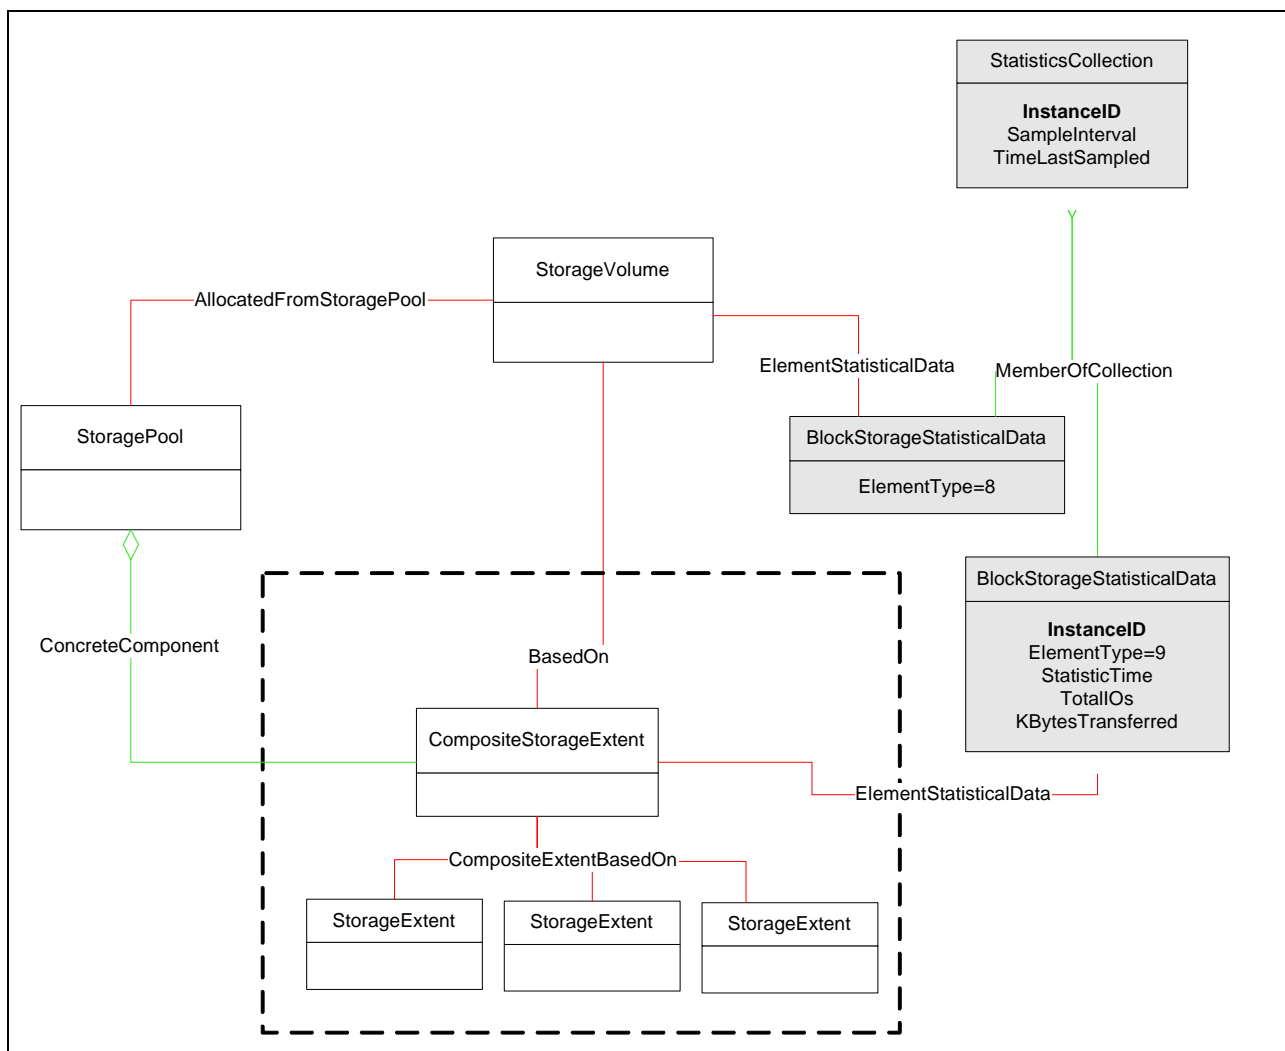 StatisticsCollection
InstanceID
SampleInterval
TimeLastSampled
StorageVolume
AllocatedFromStoragePool
ElementStatisticalData
MemberOfCollection
StoragePool
BlockStorageStatisticalData
ElementType=8
BlockStorageStatisticalData
InstanceID
ElementType=9
StatisticTime
TotalIOs
KBytesTransferred
ConcreteComponent
BasedOn
CompositeStorageExtent
ElementStatisticalData
CompositeExtentBasedOn
StorageExtent
StorageExtent
StorageExtent